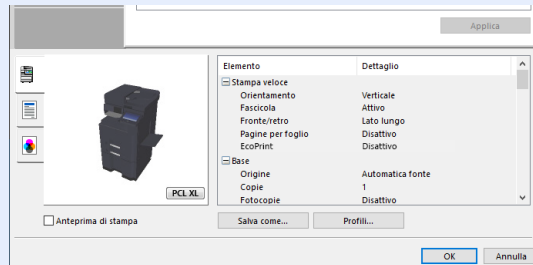 Applica
Elemento Dettaglio
Stampa veloce
Orientamento Verticale
Fascicola Attivo
Fronte/retro Lato lungo
Pagine per foglio Disattivo
EcoPrint Disattivo
Base
Origine Automatica fonte
Copie 1
Fotocopie Disattivo
PCL XL
Anteprima di stampa Salva come... Profili...
OK Annulla